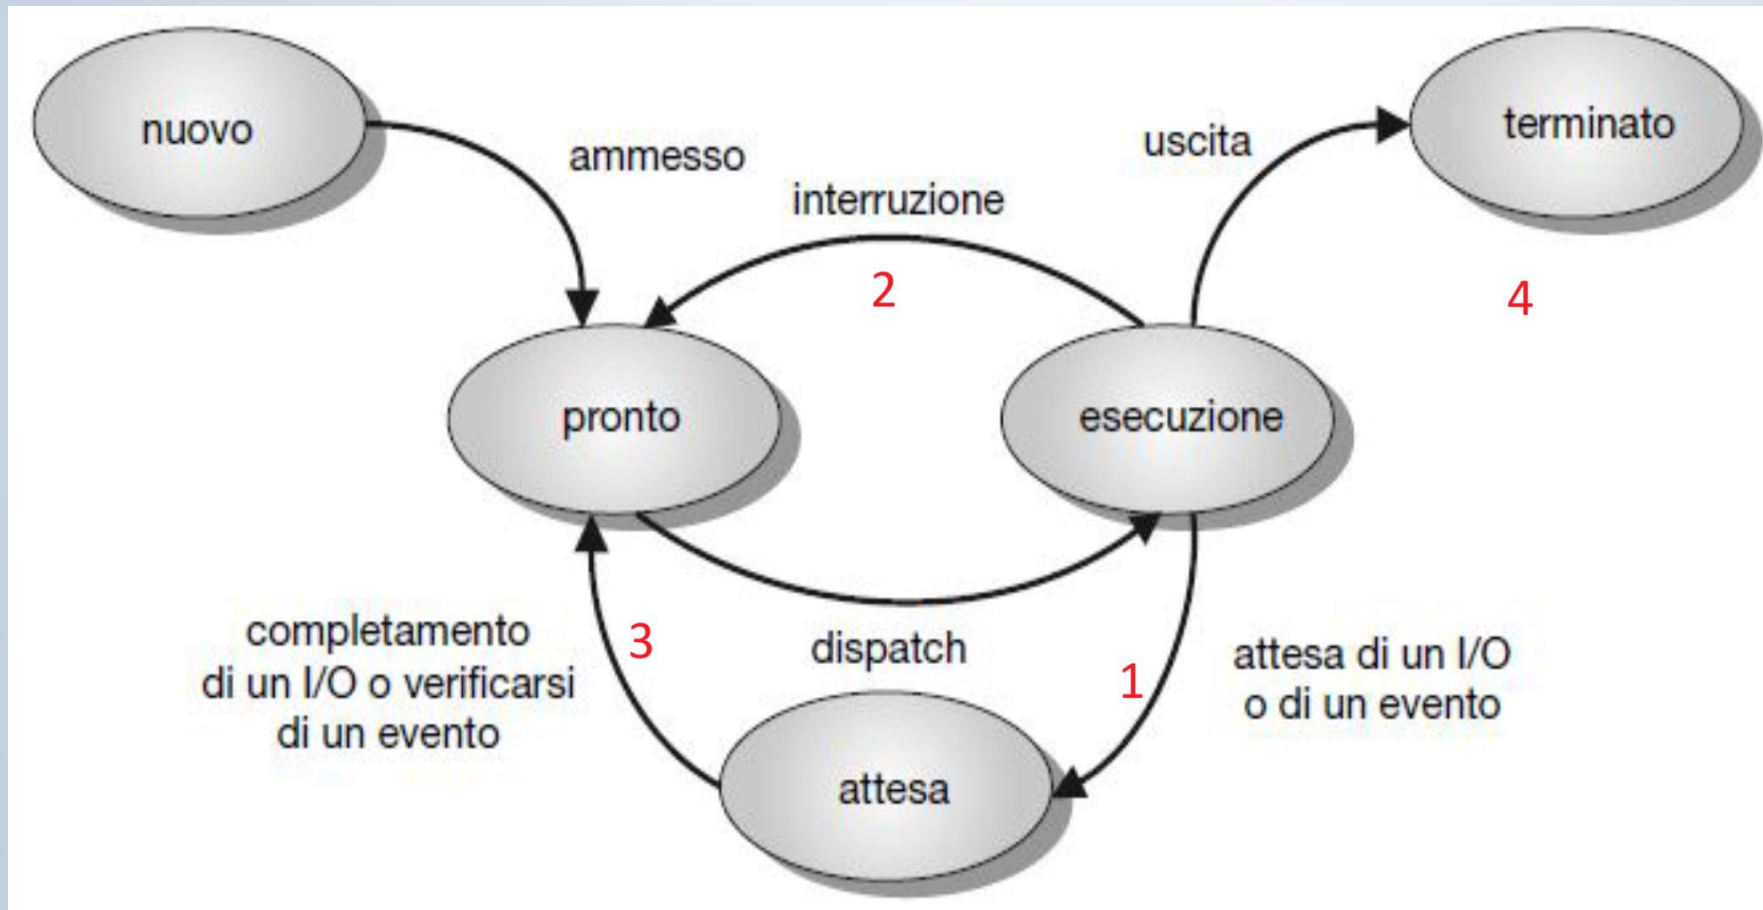 nuovo
ammesso
interruzione
uscita
terminato
2
4
pronto
esecuzione
completamento
di un I/O o verificarsi
di un evento
3
dispatch
1
attesa di un I/O
o di un evento
attesa